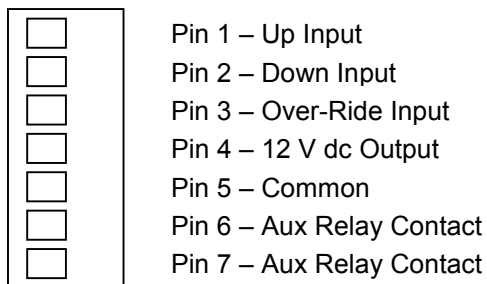 Pin 1 – Up Input
Pin 2 – Down Input
Pin 3 – Over-Ride Input
Pin 4 – 12 V dc Output
Pin 5 – Common
Pin 6 – Aux Relay Contact
Pin 7 – Aux Relay Contact